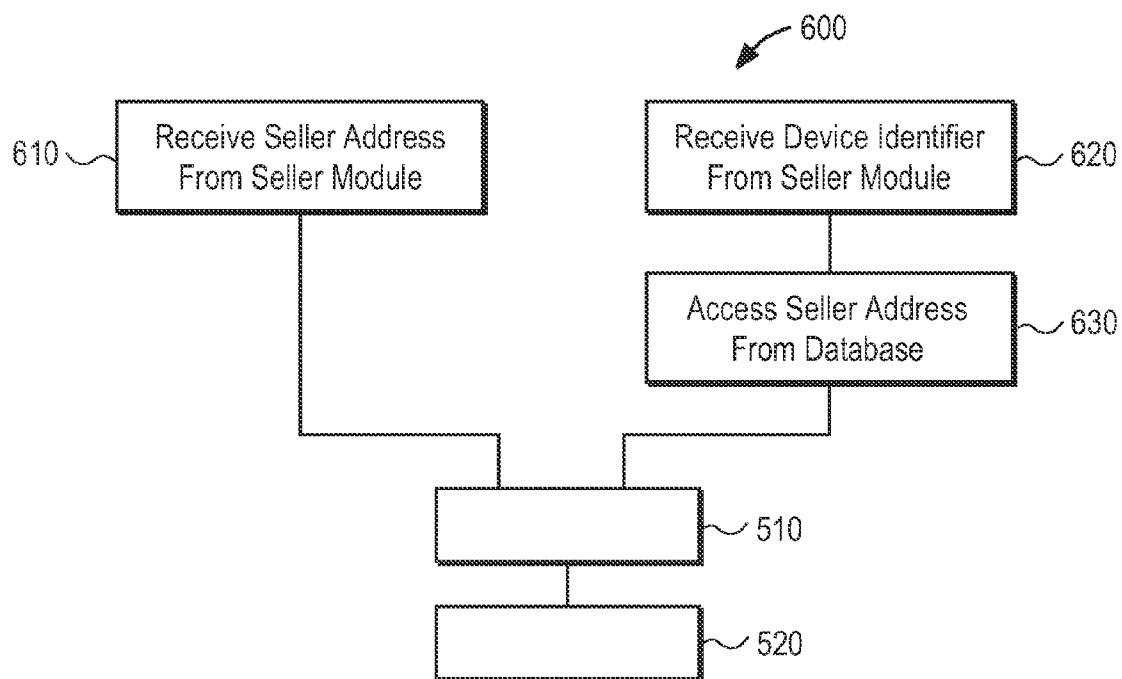 600
610
Receive Seller Address
From Seller Module
Receive Device Identifier
From Seller Module
620
Access Seller Address
From Database
630
510
520